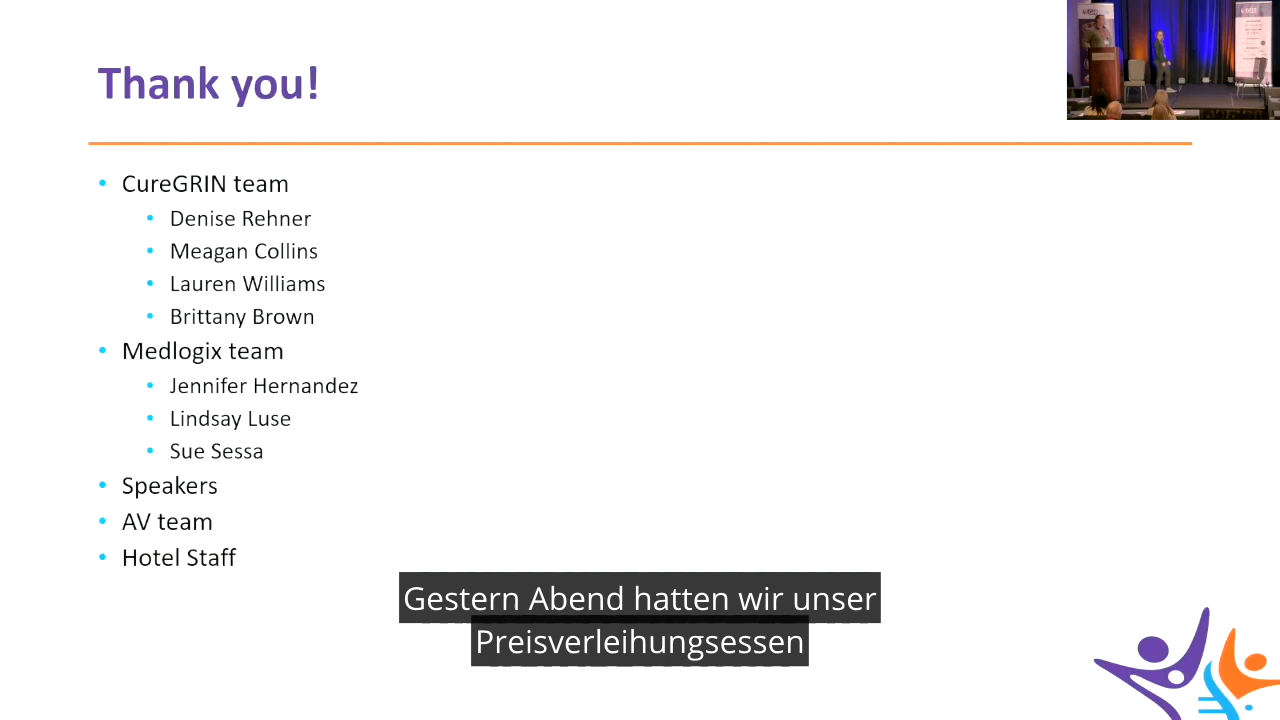 Thank you!
CureGRIN team
Denise Rehner
Meagan Collins
Lauren Williams
Brittany Brown
Medlogix team
Jennifer Hernandez
Lindsay Luse
Sue Sessa
Speakers
AV team
Hotel Staff
Gestern Abend hatten wir unser
Preisverleihungsessen